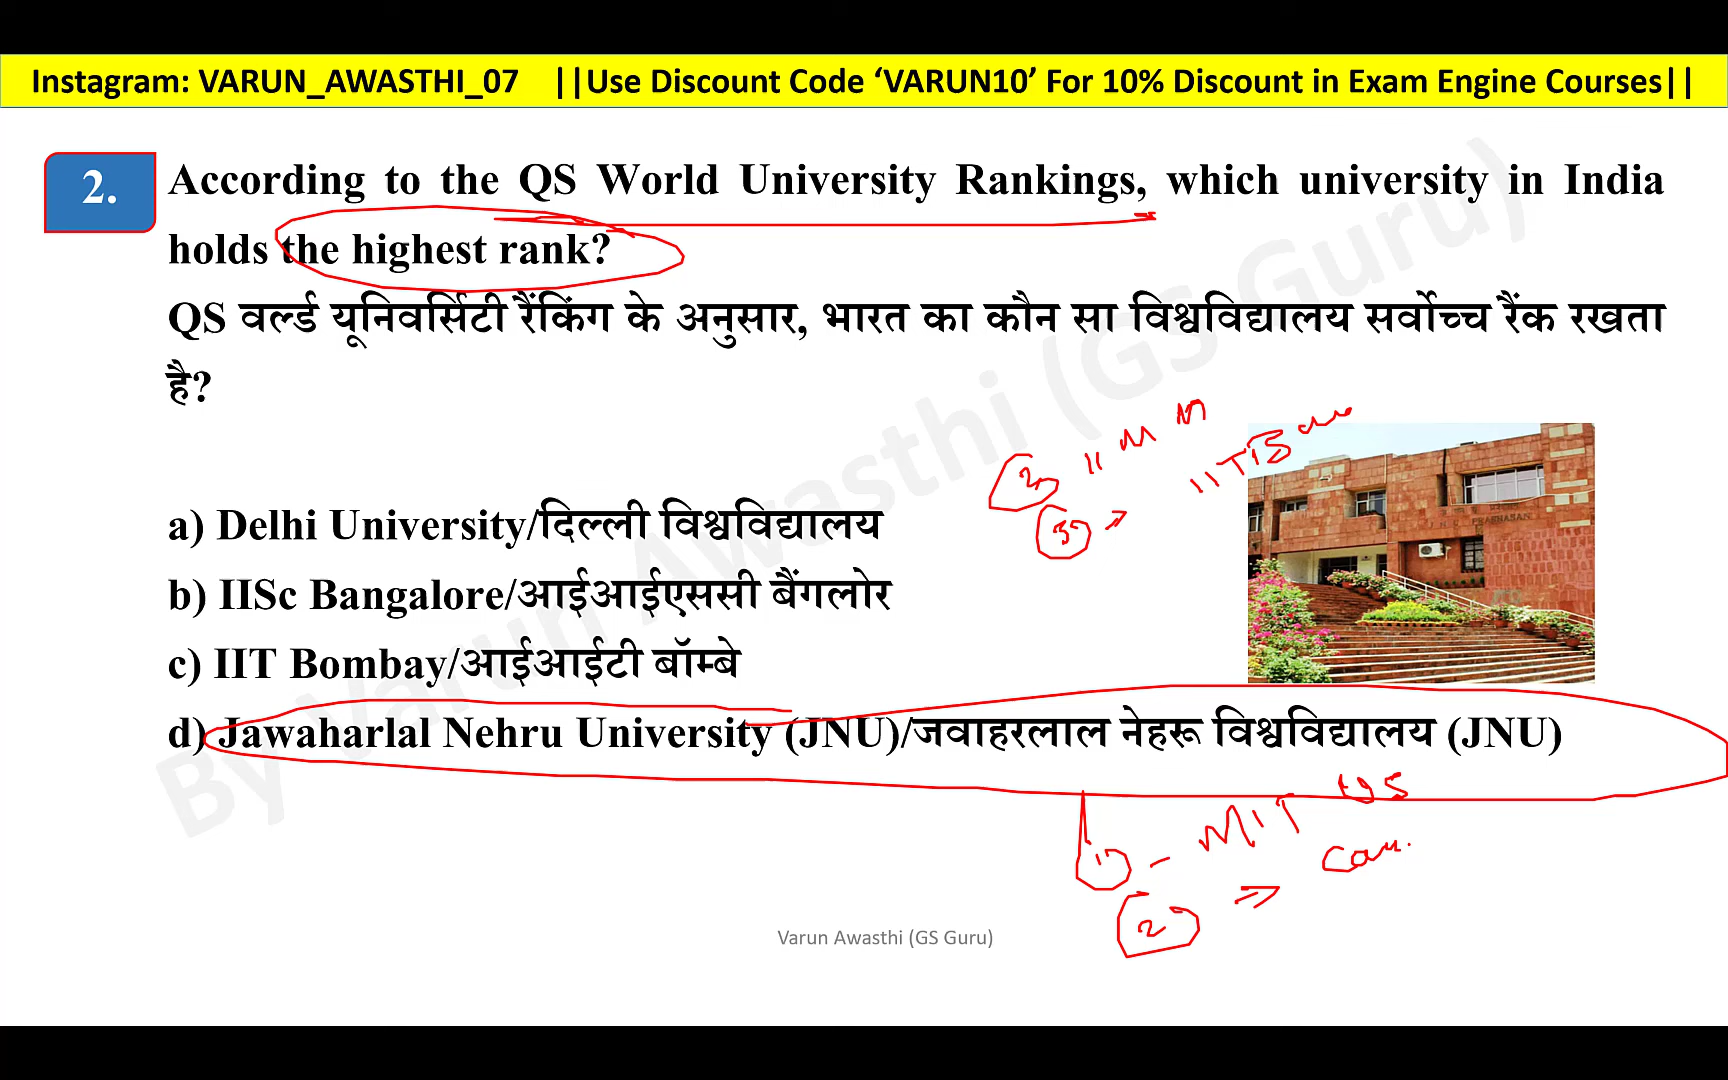 Instagram: VARUN_AWASTHI_07 ||Use Discount Code ‘VARUN10’ For 10% Discount in Exam Engine Courses||
2.
According to the QS World University Rankings, which university in India
holds the highest rank?
QS वर्ल्ड यूनिवर्सिटी रैंकिंग के अनुसार, भारत का कौन सा विश्वविद्यालय सर्वोच्च रैंक रखता
है?
a) Delhi University/दिल्ली विश्वविद्यालय
b) IISc Bangalore/आईआईएससी बैंगलोर
c) IIT Bombay/आईआईटी बॉम्बे
d) Jawaharlal Nehru University (JNU)/जवाहरलाल नेहरू विश्वविद्यालय (JNU)
By Varun Awasthi (GS Guru)
MIT
2
Varun Awasthi (GS Guru)